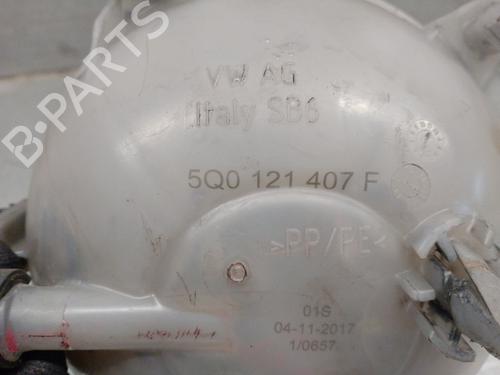 B-PARTS
VW AG
Italy SB6
5Q0 121 407 F
>PP/PE<
01S
04-11-2017
1/0657